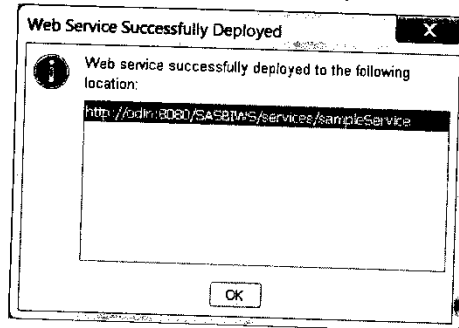 Web Service Successfully Deployed
Web service successfully deployed to the following
location:
http://odin:8080/SASBIWS/services/sampleService
OK